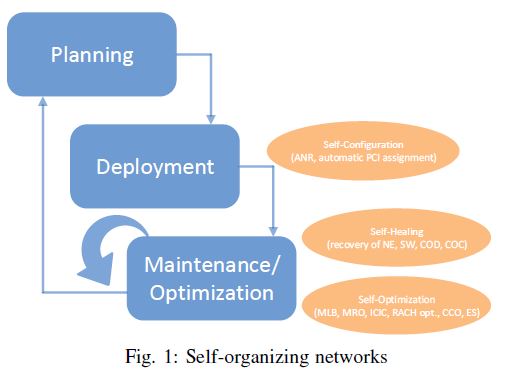 Planning
Deployment
Self-Configuration
(ANR, automatic PCI assignment)
Maintenance/
Optimization
Self-Healing
(recovery of NE, SW, COD, COC)
Self-Optimization
(MLB, MRO, ICIC, RACH opt., CCO, ES)
Fig. 1: Self-organizing networks